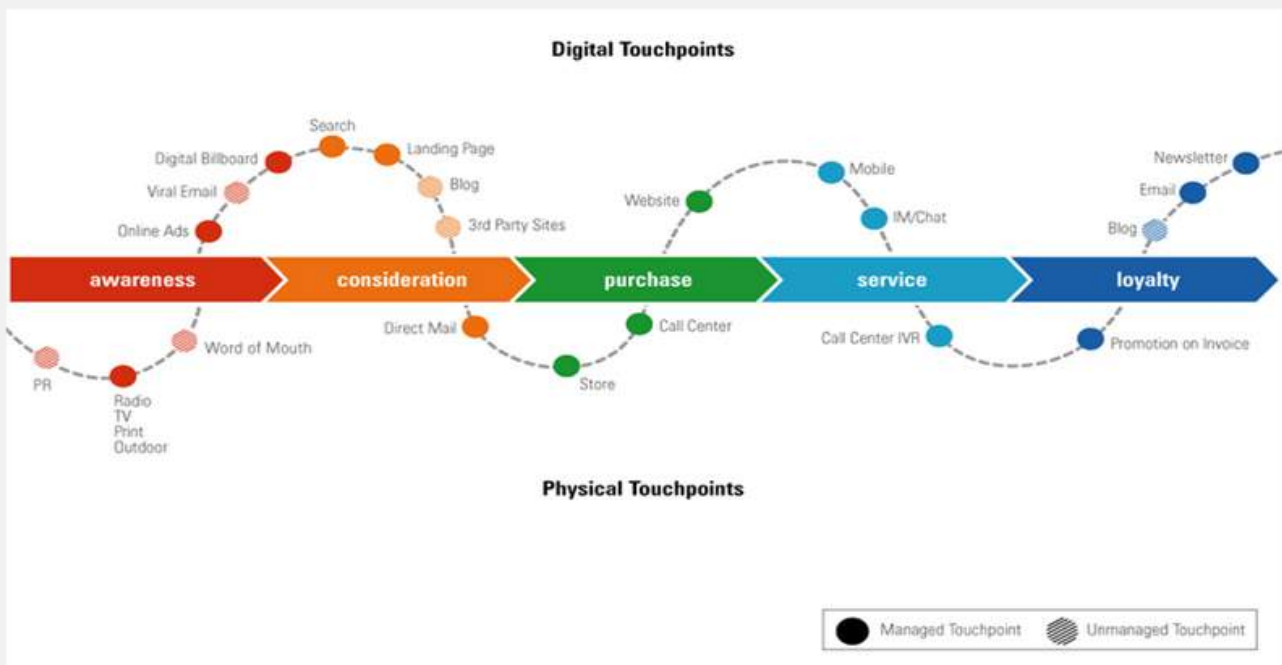 Digital Touchpoints
Search
Digital Billboard
Landing Page
Viral Email
Blog
Online Ads
3rd Party Sites
Website
Mobile
IM/Chat
Newsletter
Email
Blog
awareness
consideration
purchase
service
loyalty
PR
Radio
TV
Print
Outdoor
Word of Mouth
Direct Mail
Store
Call Center
Call Center IVR
Promotion on Invoice
Physical Touchpoints
Managed Touchpoint
Unmanaged Touchpoint